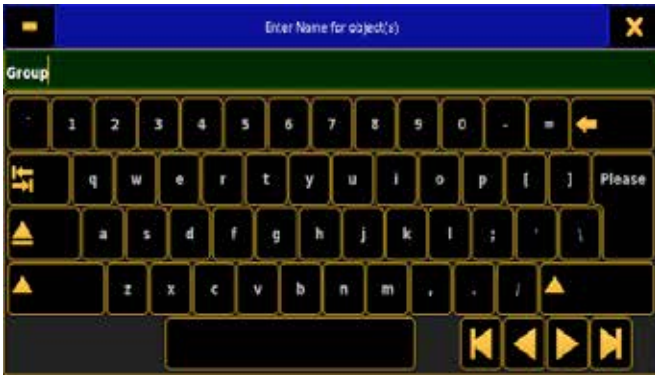 Enter Name for object(s)
Group
` 1 2 3 4 5 6 7 8 9 0 - =
q w e r t y u i o p [ ] Please
a s d f g h j k l ; ' \
z x c v b n m , . /